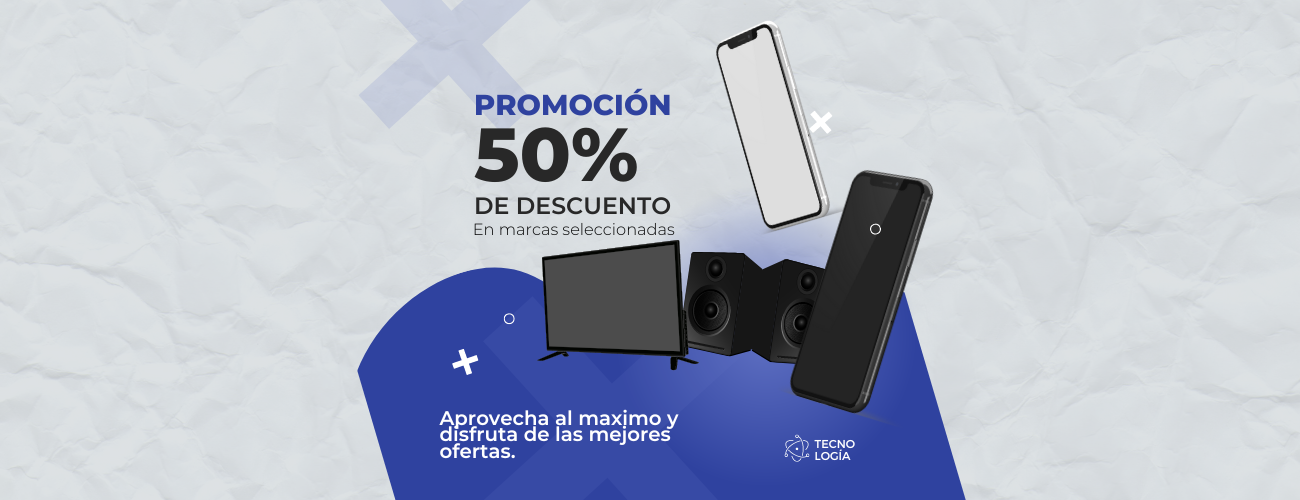 PROMOCIÓN
50%
DE DESCUENTO
En marcas seleccionadas
Aprovecha al maximo y
disfruta de las mejores
ofertas.
TECNO
LOGÍA